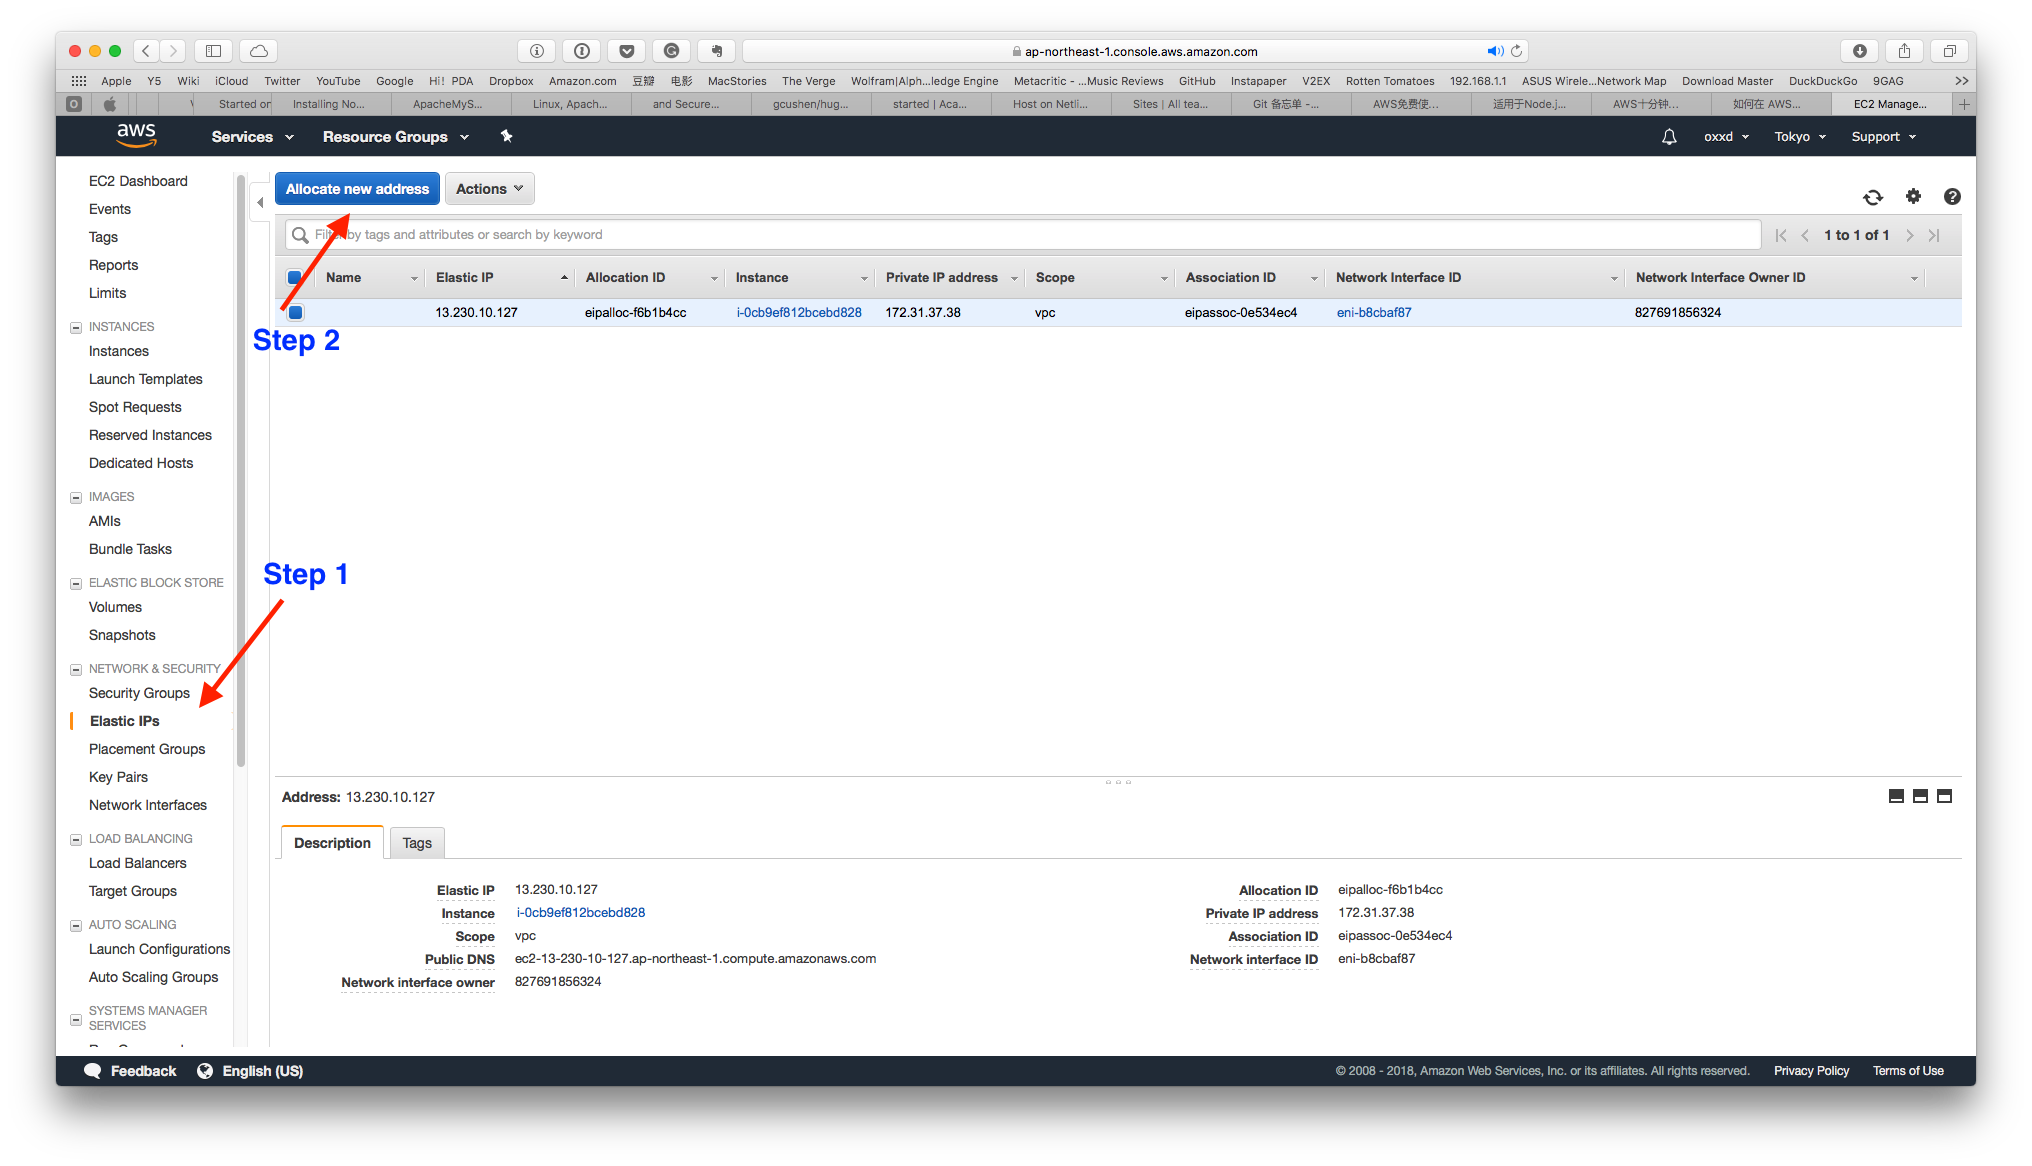 ap-northeast-1.console.aws.amazon.com
Apple Y5 Wiki iCloud Twitter YouTube Google Hi! PDA Dropbox Amazon.com 豆瓣 电影 MacStories The Verge Wolfram|Alph...ledge Engine Metacritic - ...Music Reviews GitHub Instapaper V2EX Rotten Tomatoes 192.168.1.1 ASUS Wirele...Network Map Download Master DuckDuckGo 9GAG
Started on Installing No... ApacheMyS... Linux, Apach... and Secure... gcushen/hug... started | Aca... Host on Netli... Sites | All tea... Git 备忘单 -... AWS免费使... 适用于Node.j... AWS十分钟... 如何在 AWS... EC2 Manage...
aws Services Resource Groups oxxd Tokyo Support
EC2 Dashboard
Events
Tags
Reports
Limits
INSTANCES
Instances
Launch Templates
Spot Requests
Reserved Instances
Dedicated Hosts
IMAGES
AMIs
Bundle Tasks
ELASTIC BLOCK STORE
Volumes
Snapshots
NETWORK & SECURITY
Security Groups
Elastic IPs
Placement Groups
Key Pairs
Network Interfaces
LOAD BALANCING
Load Balancers
Target Groups
AUTO SCALING
Launch Configurations
Auto Scaling Groups
SYSTEMS MANAGER
SERVICES
Allocate new address Actions
Filter by tags and attributes or search by keyword 1 to 1 of 1
Name Elastic IP Allocation ID Instance Private IP address Scope Association ID Network Interface ID Network Interface Owner ID
13.230.10.127 eipalloc-f6b1b4cc i-0cb9ef812bcebd828 172.31.37.38 vpc eipassoc-0e534ec4 eni-b8cbaf87 827691856324
Step 2
Step 1
Address: 13.230.10.127
Description Tags
Elastic IP 13.230.10.127 Allocation ID eipalloc-f6b1b4cc
Instance i-0cb9ef812bcebd828 Private IP address 172.31.37.38
Scope vpc Association ID eipassoc-0e534ec4
Public DNS ec2-13-230-10-127.ap-northeast-1.compute.amazonaws.com Network interface ID eni-b8cbaf87
Network interface owner 827691856324
Feedback English (US) © 2008 - 2018, Amazon Web Services, Inc. or its affiliates. All rights reserved. Privacy Policy Terms of Use